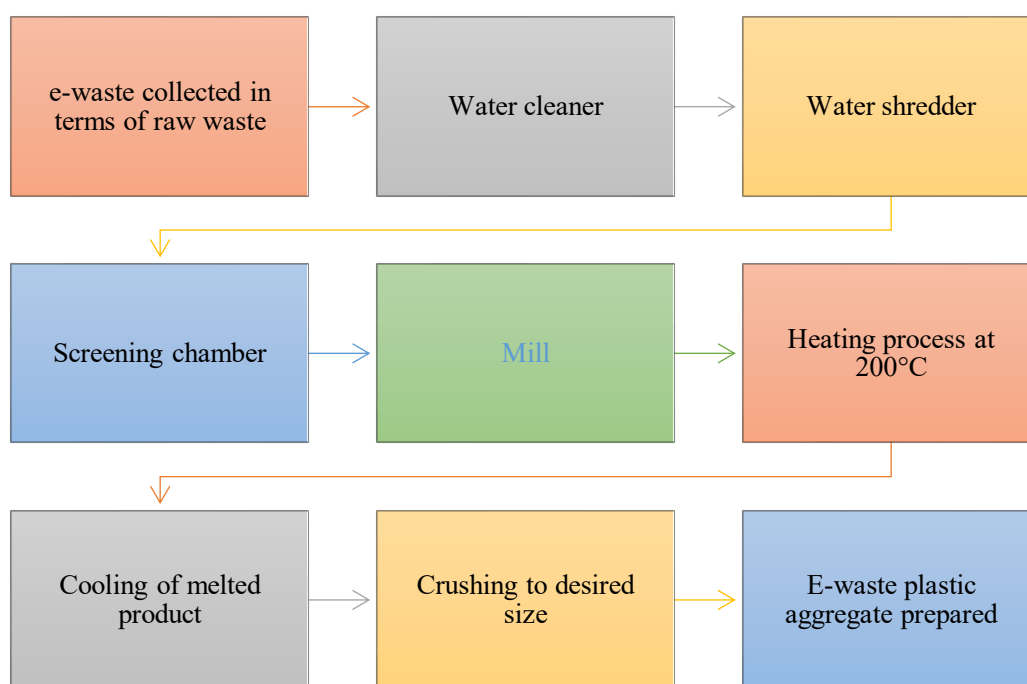 e-waste collected in
terms of raw waste
Water cleaner
Water shredder
Screening chamber
Mill
Heating process at
200°C
Cooling of melted
product
Crushing to desired
size
E-waste plastic
aggregate prepared